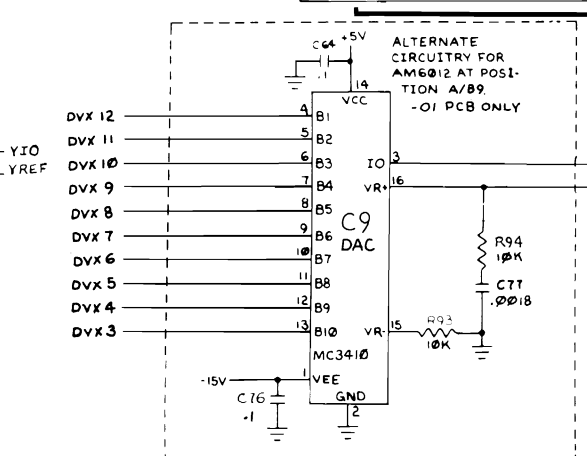 C64
.1
+5V
ALTERNATE
CIRCUITRY FOR
AM6012 AT POSI-
TION A/B9.
-01 PCB ONLY
14
VCC
DVX 12
4
B1
DVX 11
5
B2
- YIO
YREF
DVX 10
6
B3
IO
3
DVX 9
7
B4
VR+
16
DVX 8
8
B5
C9
DAC
DVX 7
9
B6
DVX 6
10
B7
R94
10K
DVX 5
11
B8
C77
.0018
DVX 4
12
B9
DVX 3
13
B10
VR-
15
R93
10K
MC3410
-15V
1
VEE
C76
.1
GND
2